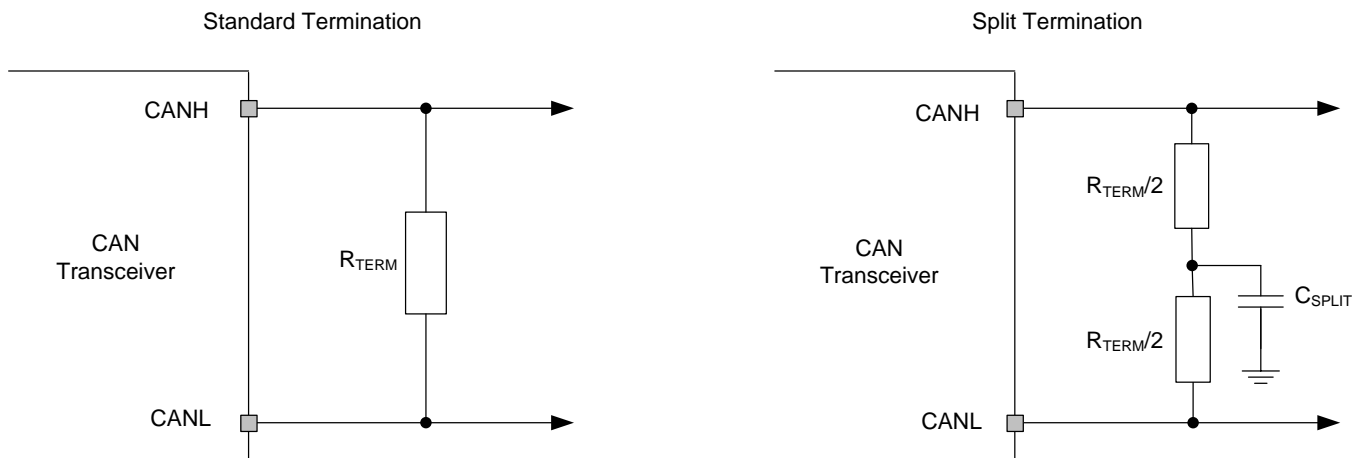 Standard Termination
CANH
CAN
Transceiver
RTERM
CANL
Split Termination
CANH
RTERM/2
CAN
Transceiver
CSPLIT
RTERM/2
CANL